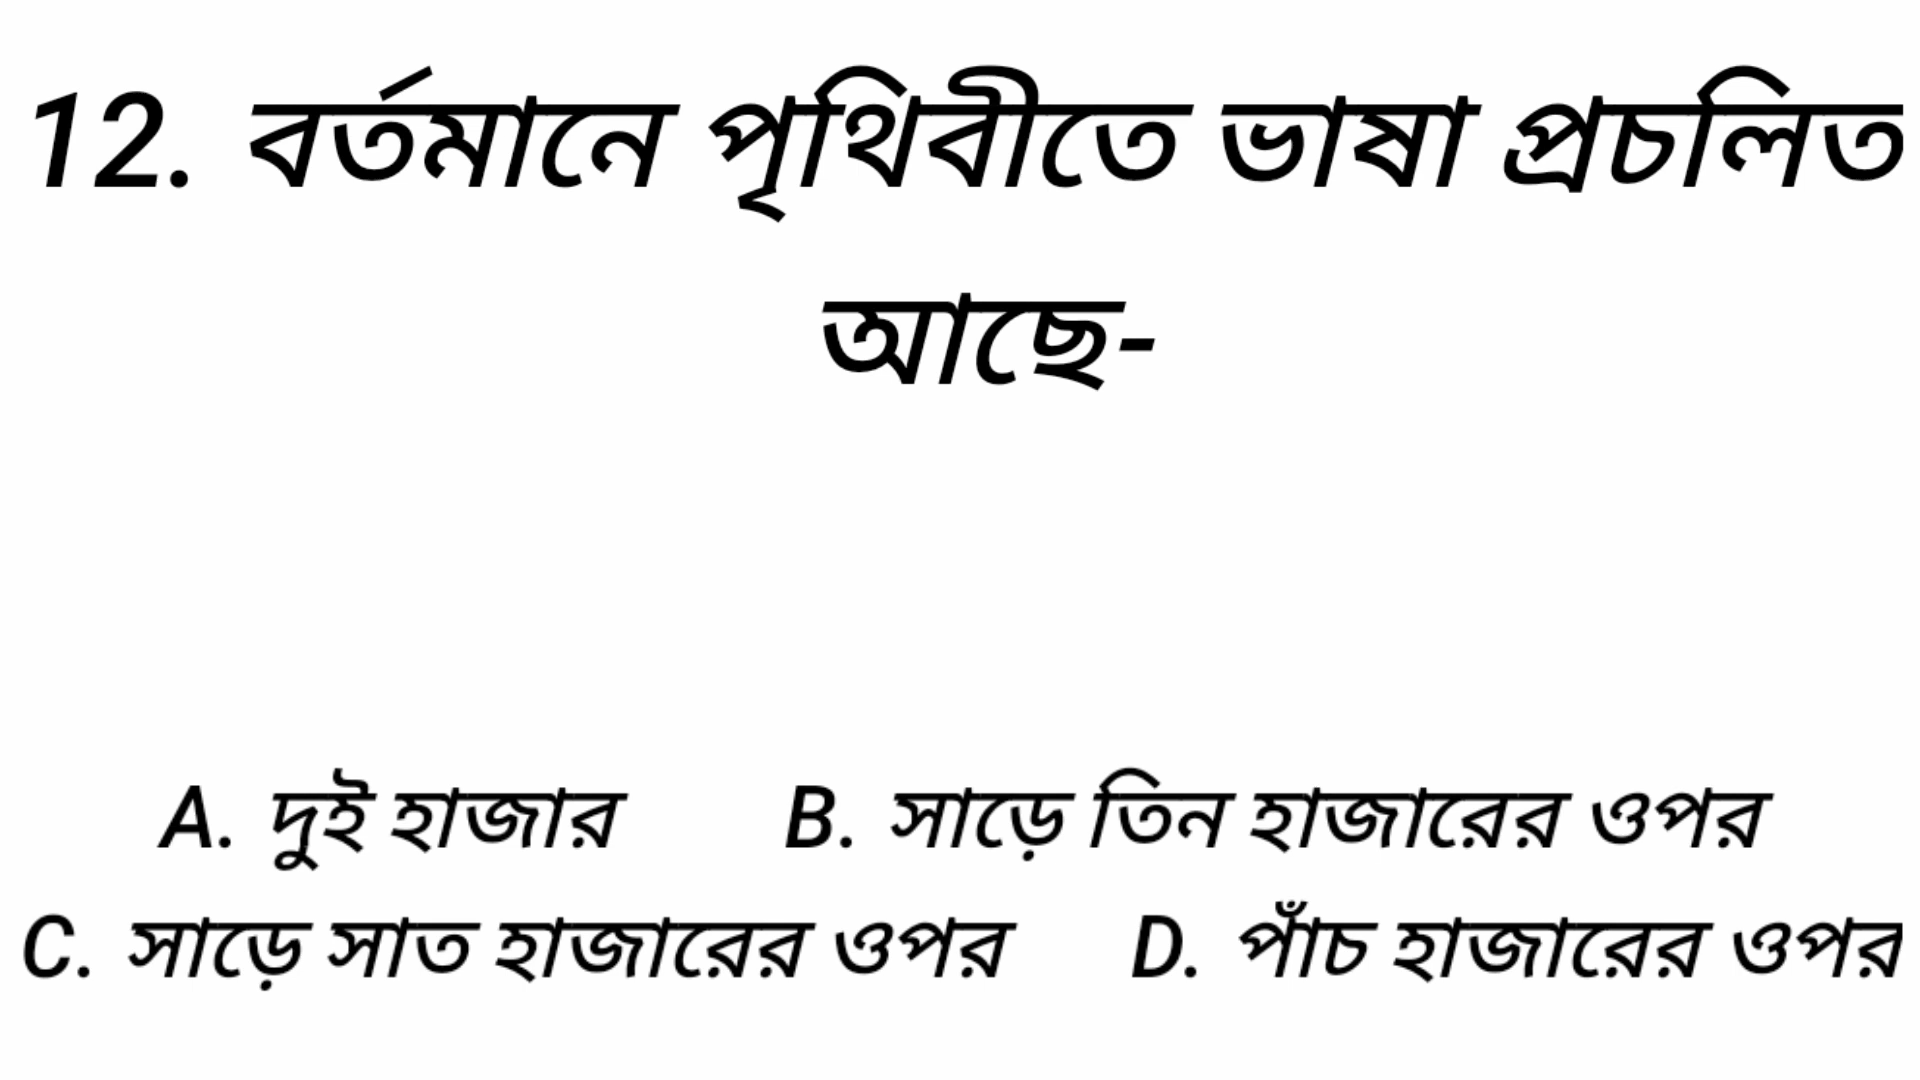 12. বর্তমানে পৃথিবীতে ভাষা প্রচলিত
আছে-
A. দুই হাজার B. সাড়ে তিন হাজারের ওপর
C. সাড়ে সাত হাজারের ওপর D. পাঁচ হাজারের ওপর